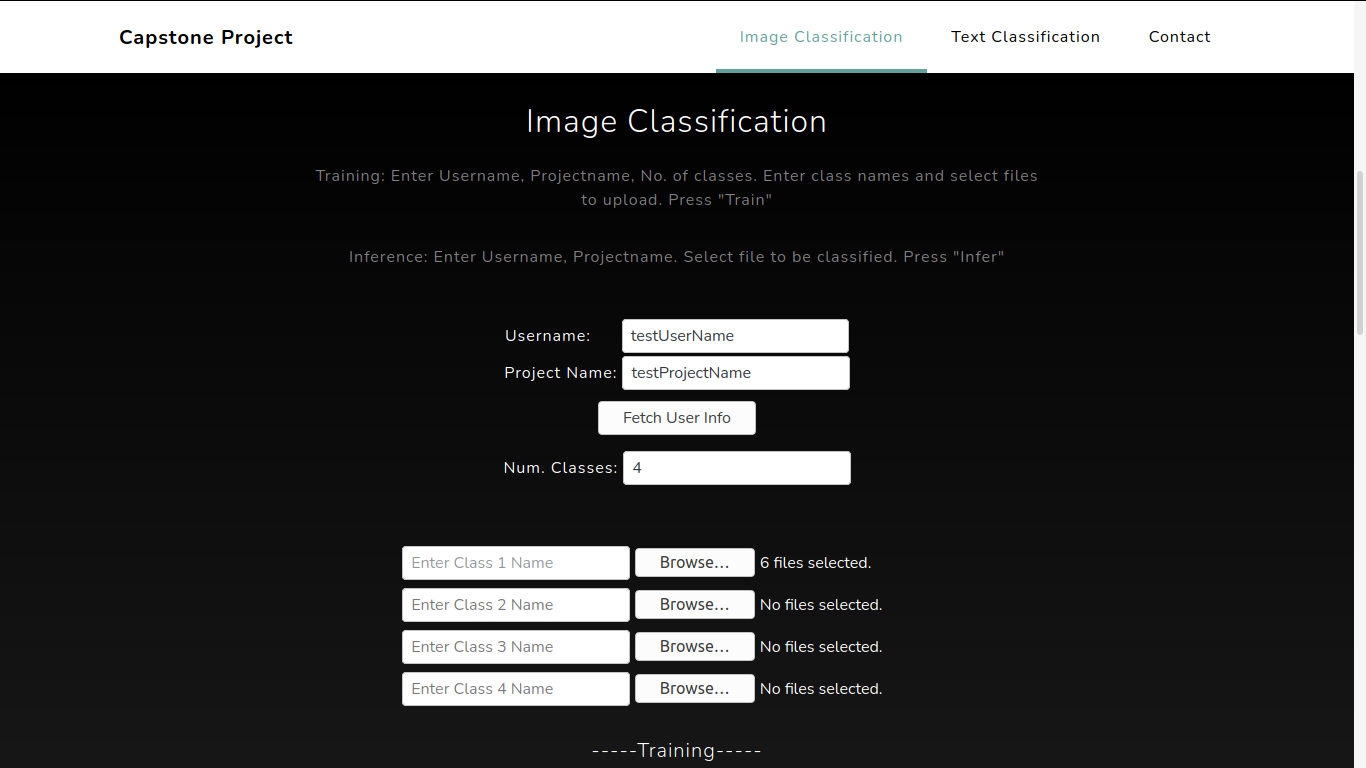 Capstone Project Image Classification Text Classification Contact
Image Classification
Training: Enter Username, Projectname, No. of classes. Enter class names and select files
to upload. Press "Train"
Inference: Enter Username, Projectname. Select file to be classified. Press "Infer"
Username: testUserName
Project Name: testProjectName
Fetch User Info
Num. Classes: 4
Enter Class 1 Name Browse... 6 files selected.
Enter Class 2 Name Browse... No files selected.
Enter Class 3 Name Browse... No files selected.
Enter Class 4 Name Browse... No files selected.
-----Training-----